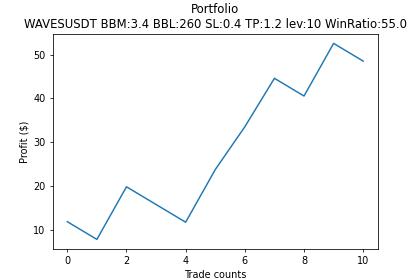 Portfolio
WAVESUSDT BBM:3.4 BBL:260 SL:0.4 TP:1.2 lev:10 WinRatio:55.0
50
40
30
20
10
Profit ($)
0 2 4 6 8 10
Trade counts